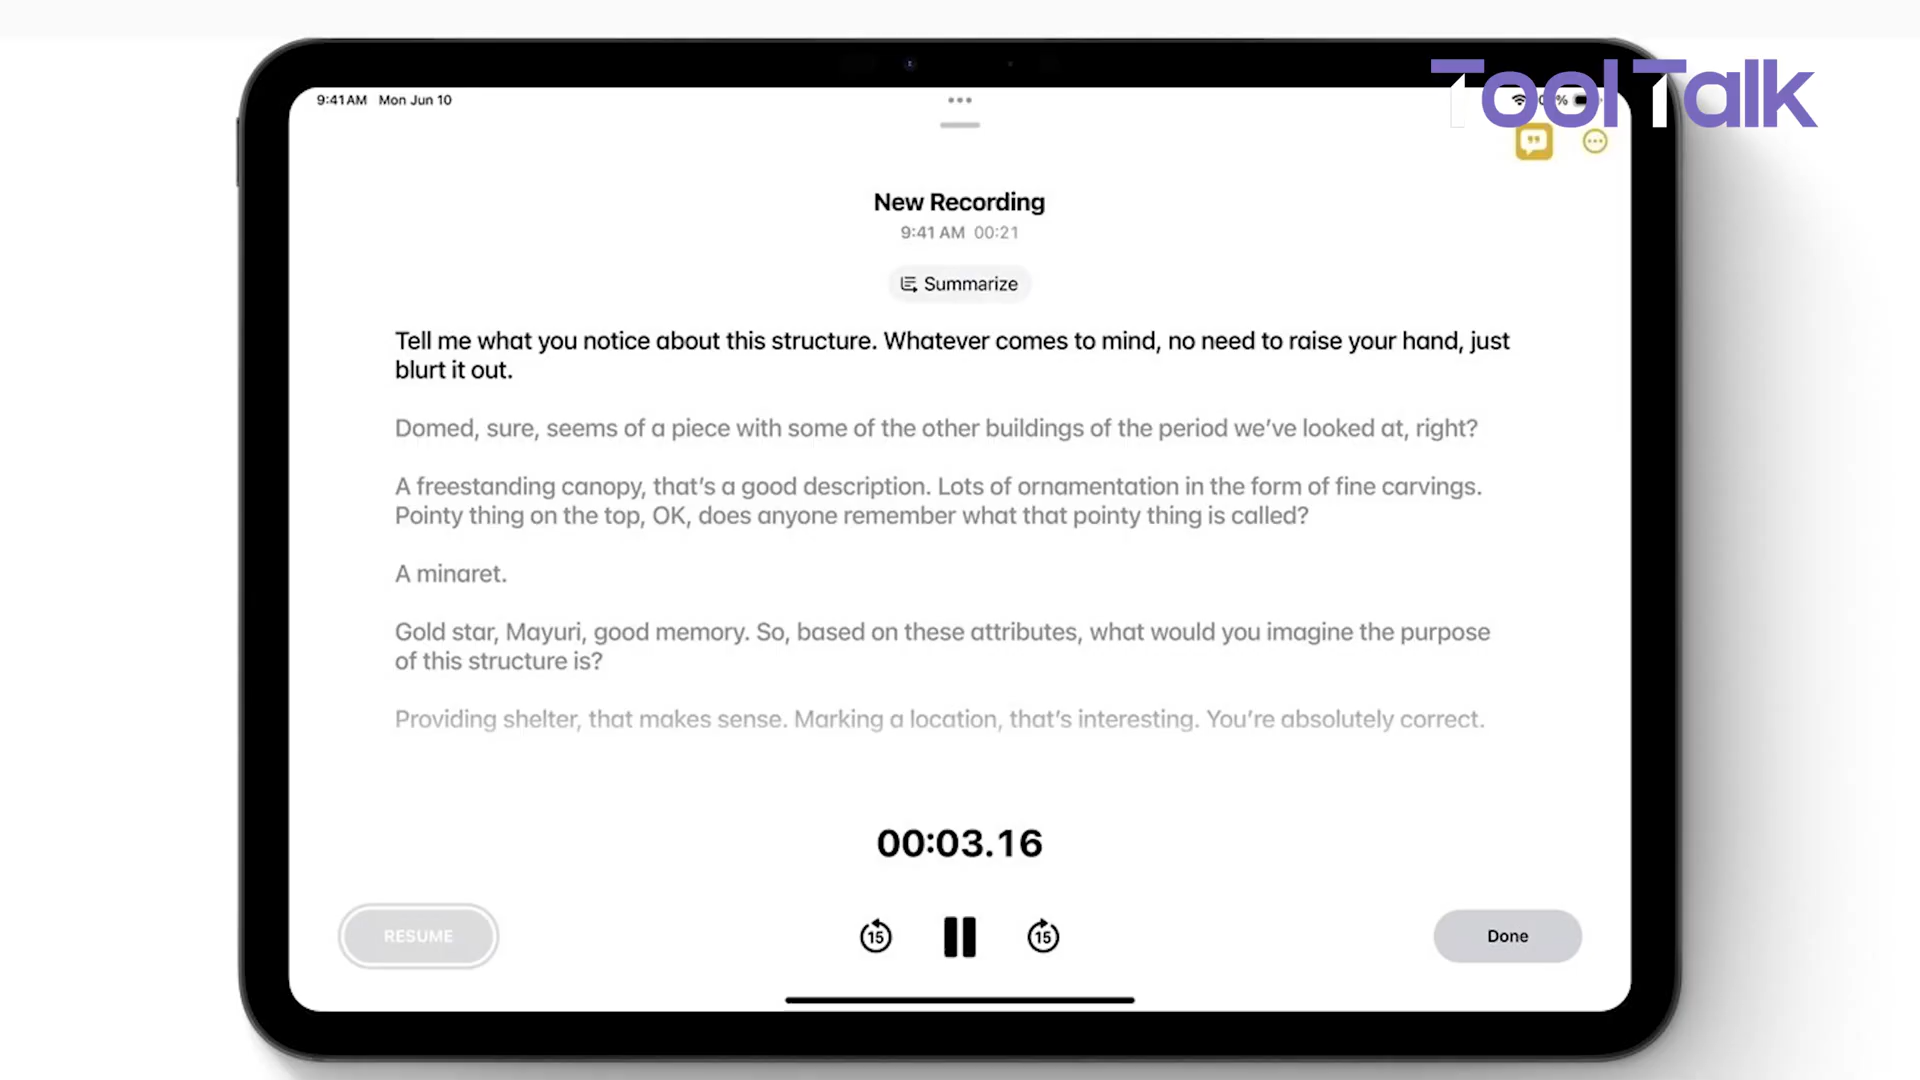 ToolTalk
9:41 AM Mon Jun 10
%
New Recording
9:41 AM 00:21
Summarize
Tell me what you notice about this structure. Whatever comes to mind, no need to raise your hand, just
blurt it out.
Domed, sure, seems of a piece with some of the other buildings of the period we’ve looked at, right?
A freestanding canopy, that’s a good description. Lots of ornamentation in the form of fine carvings.
Pointy thing on the top, OK, does anyone remember what that pointy thing is called?
A minaret.
Gold star, Mayuri, good memory. So, based on these attributes, what would you imagine the purpose
of this structure is?
Providing shelter, that makes sense. Marking a location, that’s interesting. You’re absolutely correct.
00:03.16
RESUME
15
15
Done